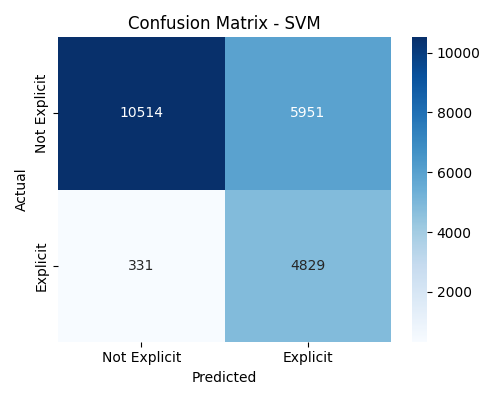 Confusion Matrix - SVM
Not Explicit
Explicit
Actual
10514 5951
331 4829
Not Explicit Explicit
Predicted
10000
8000
6000
4000
2000